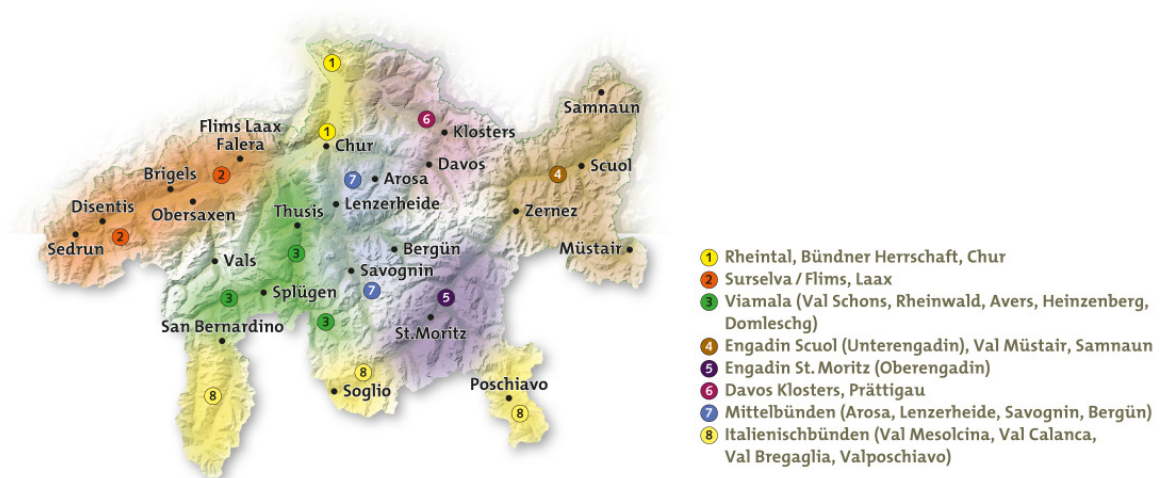 1
Samnaun
6
Klosters
Flims Laax
Falera
1
Chur
Davos
Scuol
Brigels
2
7
Arosa
4
Disentis
Obersaxen
Thusis
Lenzerheide
Zernez
Sedrun
2
Vals
3
Bergün
Müstair
Savognin
3
Splügen
7
5
San Bernardino
3
St.Moritz
8
Soglio
Poschiavo
8
8
1 Rheintal, Bündner Herrschaft, Chur
2 Surselva / Flims, Laax
3 Viamala (Val Schons, Rheinwald, Avers, Heinzenberg,
Domleschg)
4 Engadin Scuol (Unterengadin), Val Müstair, Samnaun
5 Engadin St. Moritz (Oberengadin)
6 Davos Klosters, Prättigau
7 Mittelbünden (Arosa, Lenzerheide, Savognin, Bergün)
8 Italienischbünden (Val Mesolcina, Val Calanca,
Val Bregaglia, Valposchiavo)